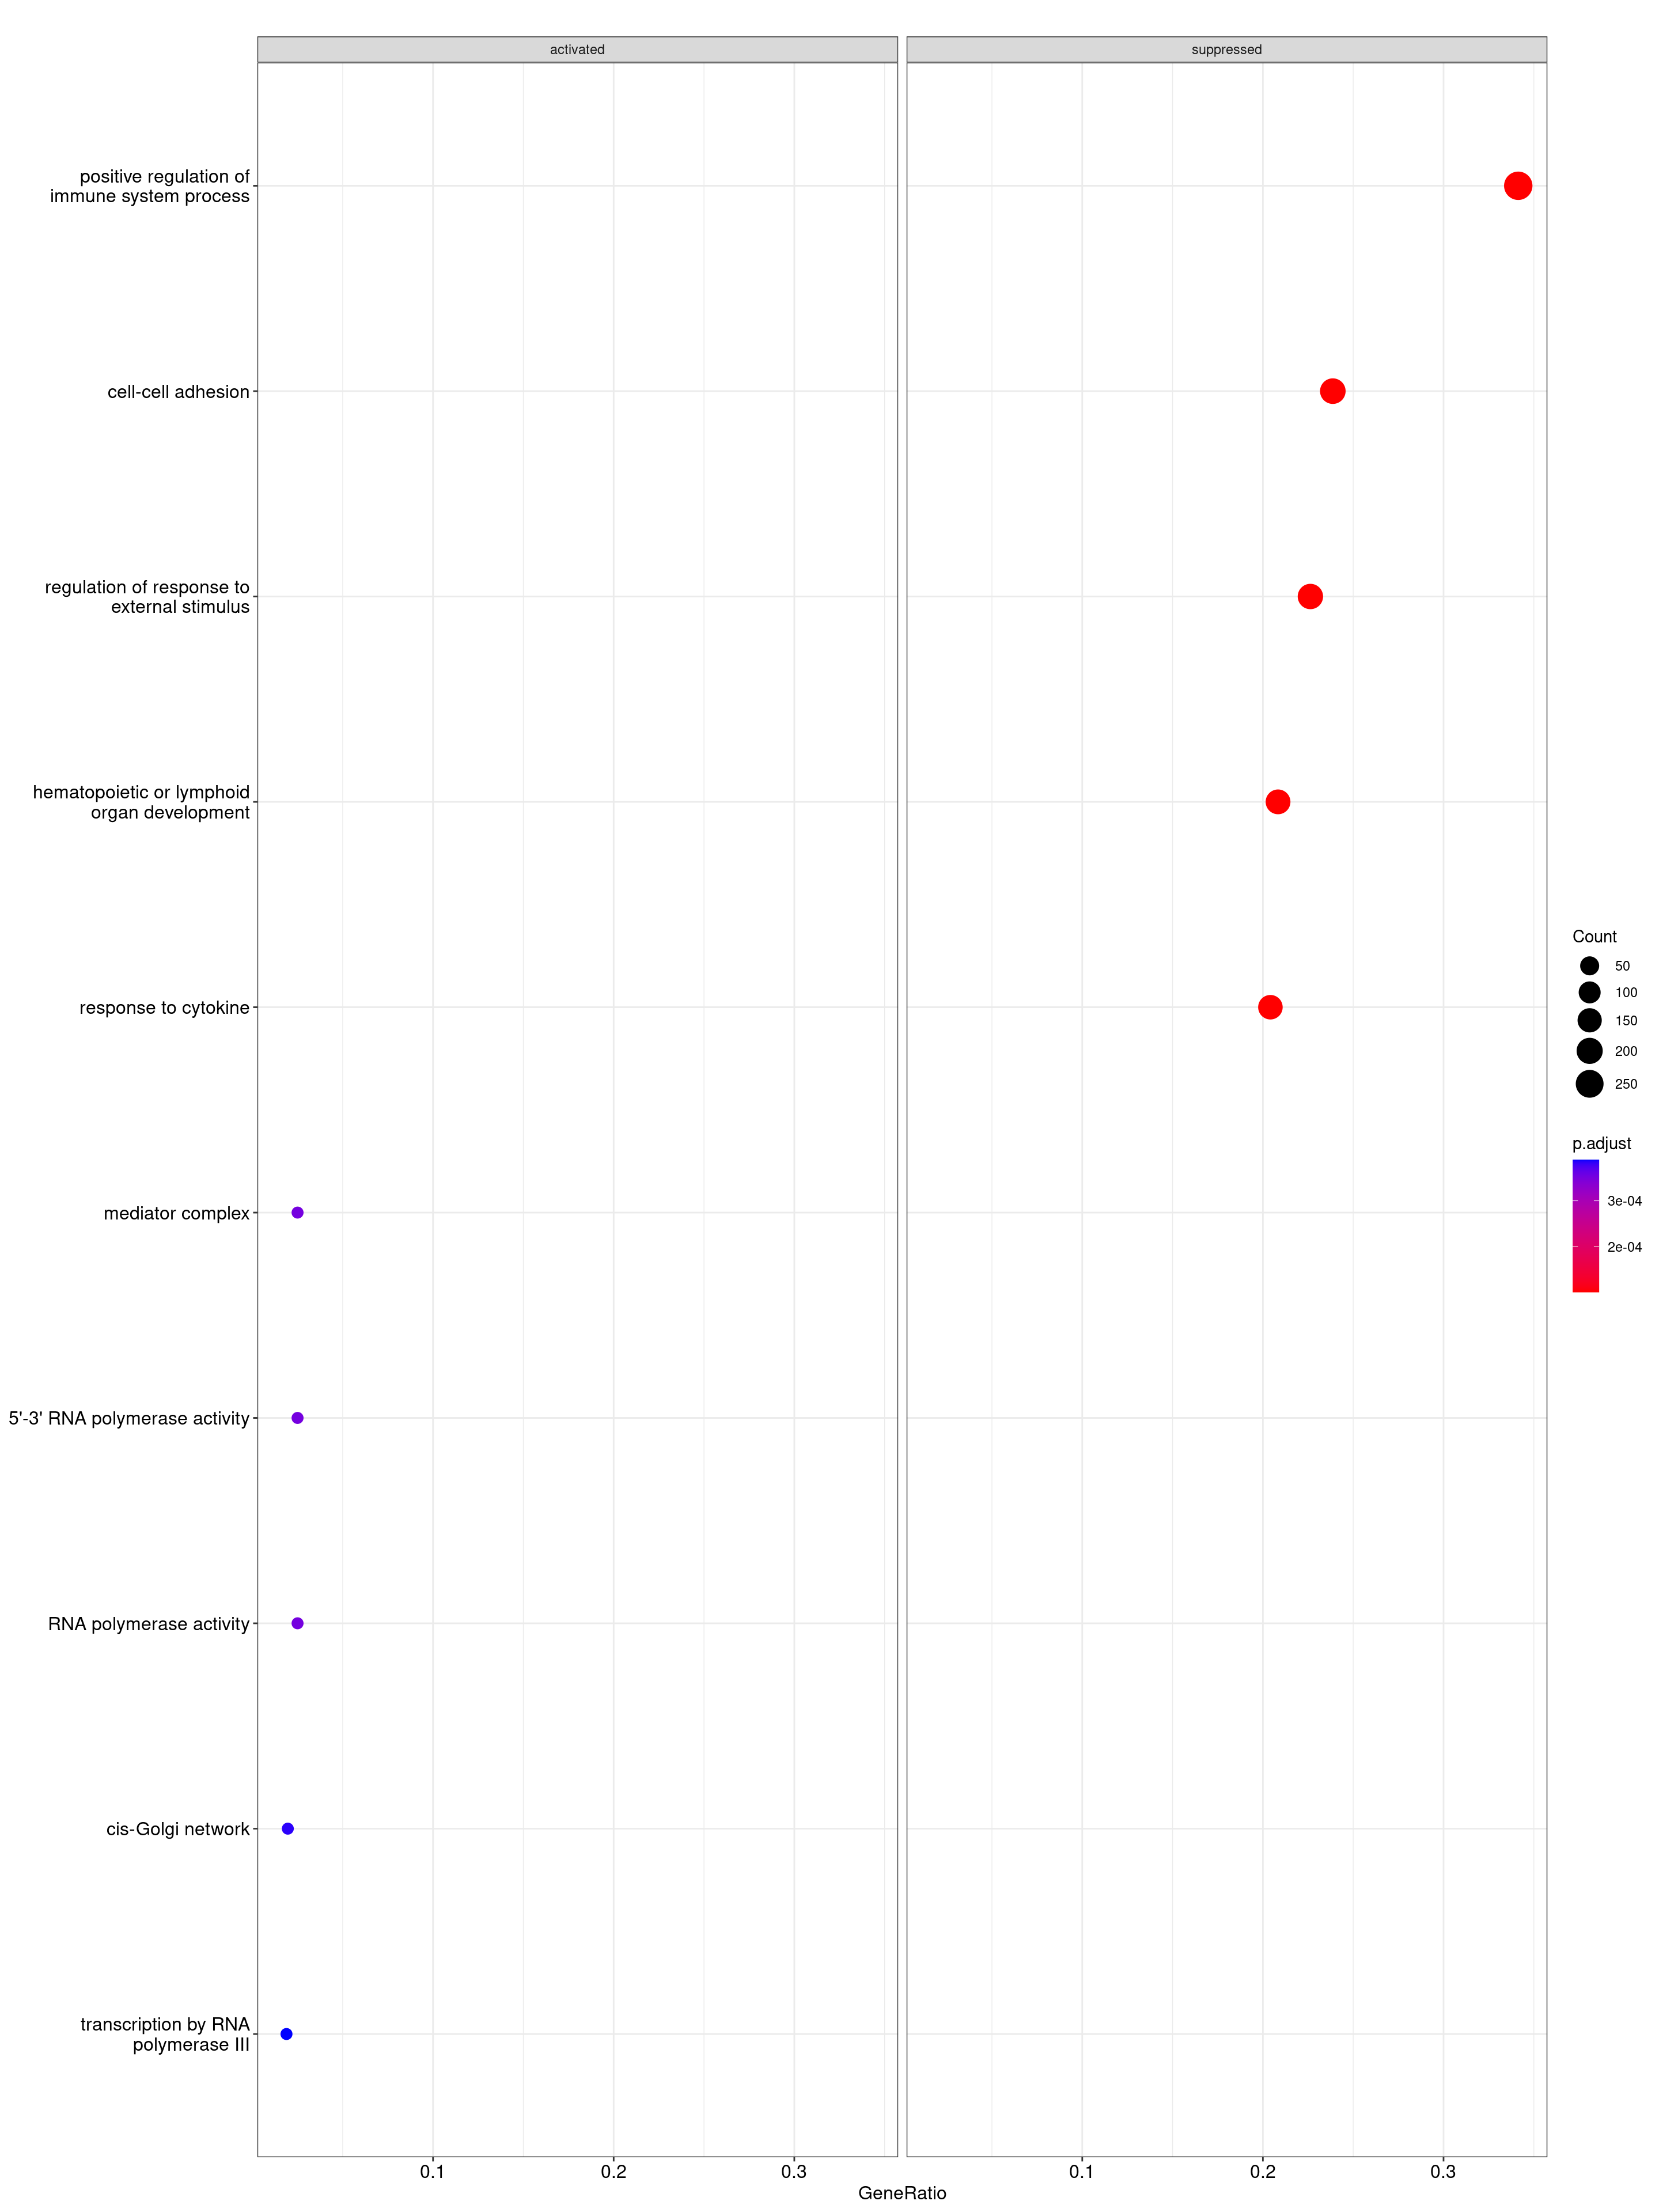 activated
suppressed
positive regulation of
immune system process
cell-cell adhesion
regulation of response to
external stimulus
hematopoietic or lymphoid
organ development
response to cytokine
mediator complex
5'-3' RNA polymerase activity
RNA polymerase activity
cis-Golgi network
transcription by RNA
polymerase III
0.1
0.2
0.3
0.1
0.2
0.3
GeneRatio
Count
50
100
150
200
250
p.adjust
3e-04
2e-04